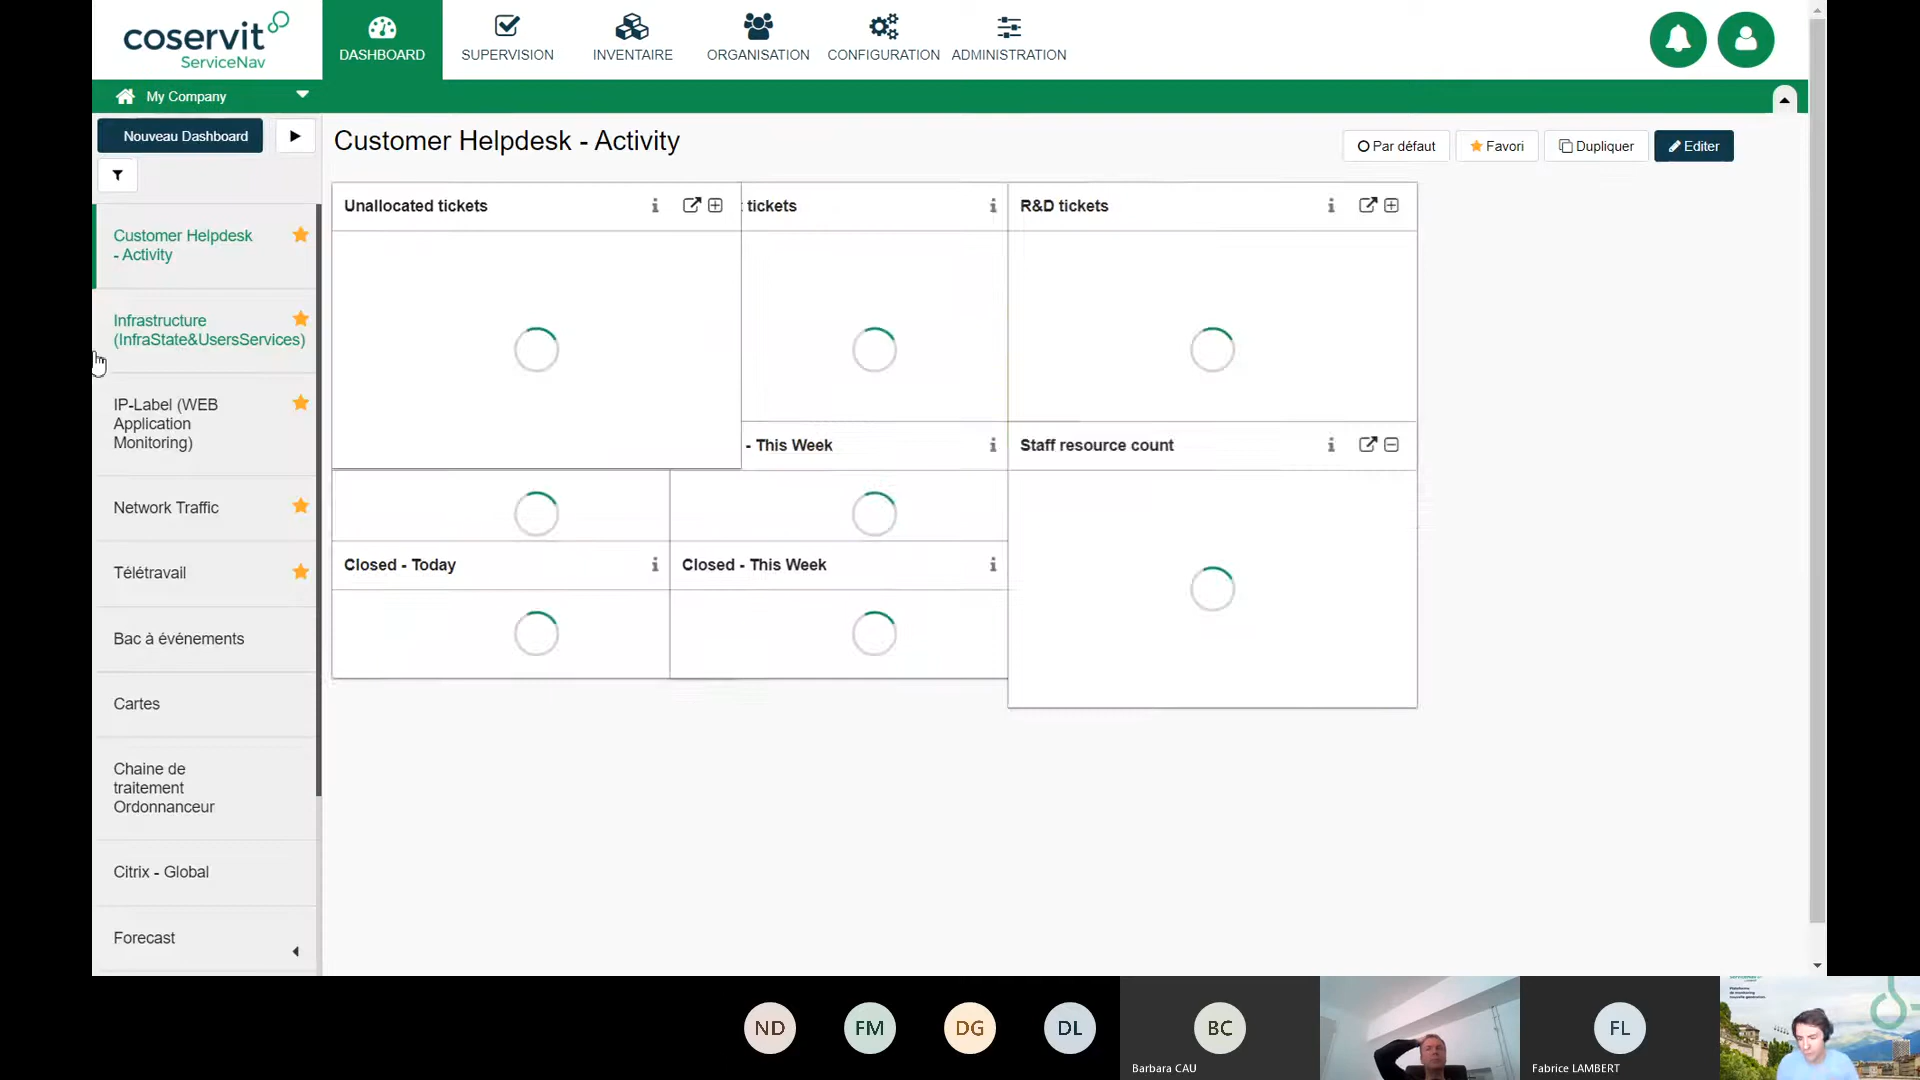 coservit
ServiceNav
DASHBOARD
SUPERVISION
INVENTAIRE
ORGANISATION
CONFIGURATION
ADMINISTRATION
My Company
Nouveau Dashboard
Customer Helpdesk - Activity
Par défaut
Favori
Dupliquer
Editer
Customer Helpdesk
- Activity
Infrastructure
(InfraState&UsersServices)
IP-Label (WEB
Application
Monitoring)
Network Traffic
Télétravail
Bac à événements
Cartes
Chaine de
traitement
Ordonnanceur
Citrix - Global
Forecast
Unallocated tickets
tickets
R&D tickets
- This Week
Staff resource count
Closed - Today
Closed - This Week
ND
FM
DG
DL
BC
Barbara CAU
FL
Fabrice LAMBERT